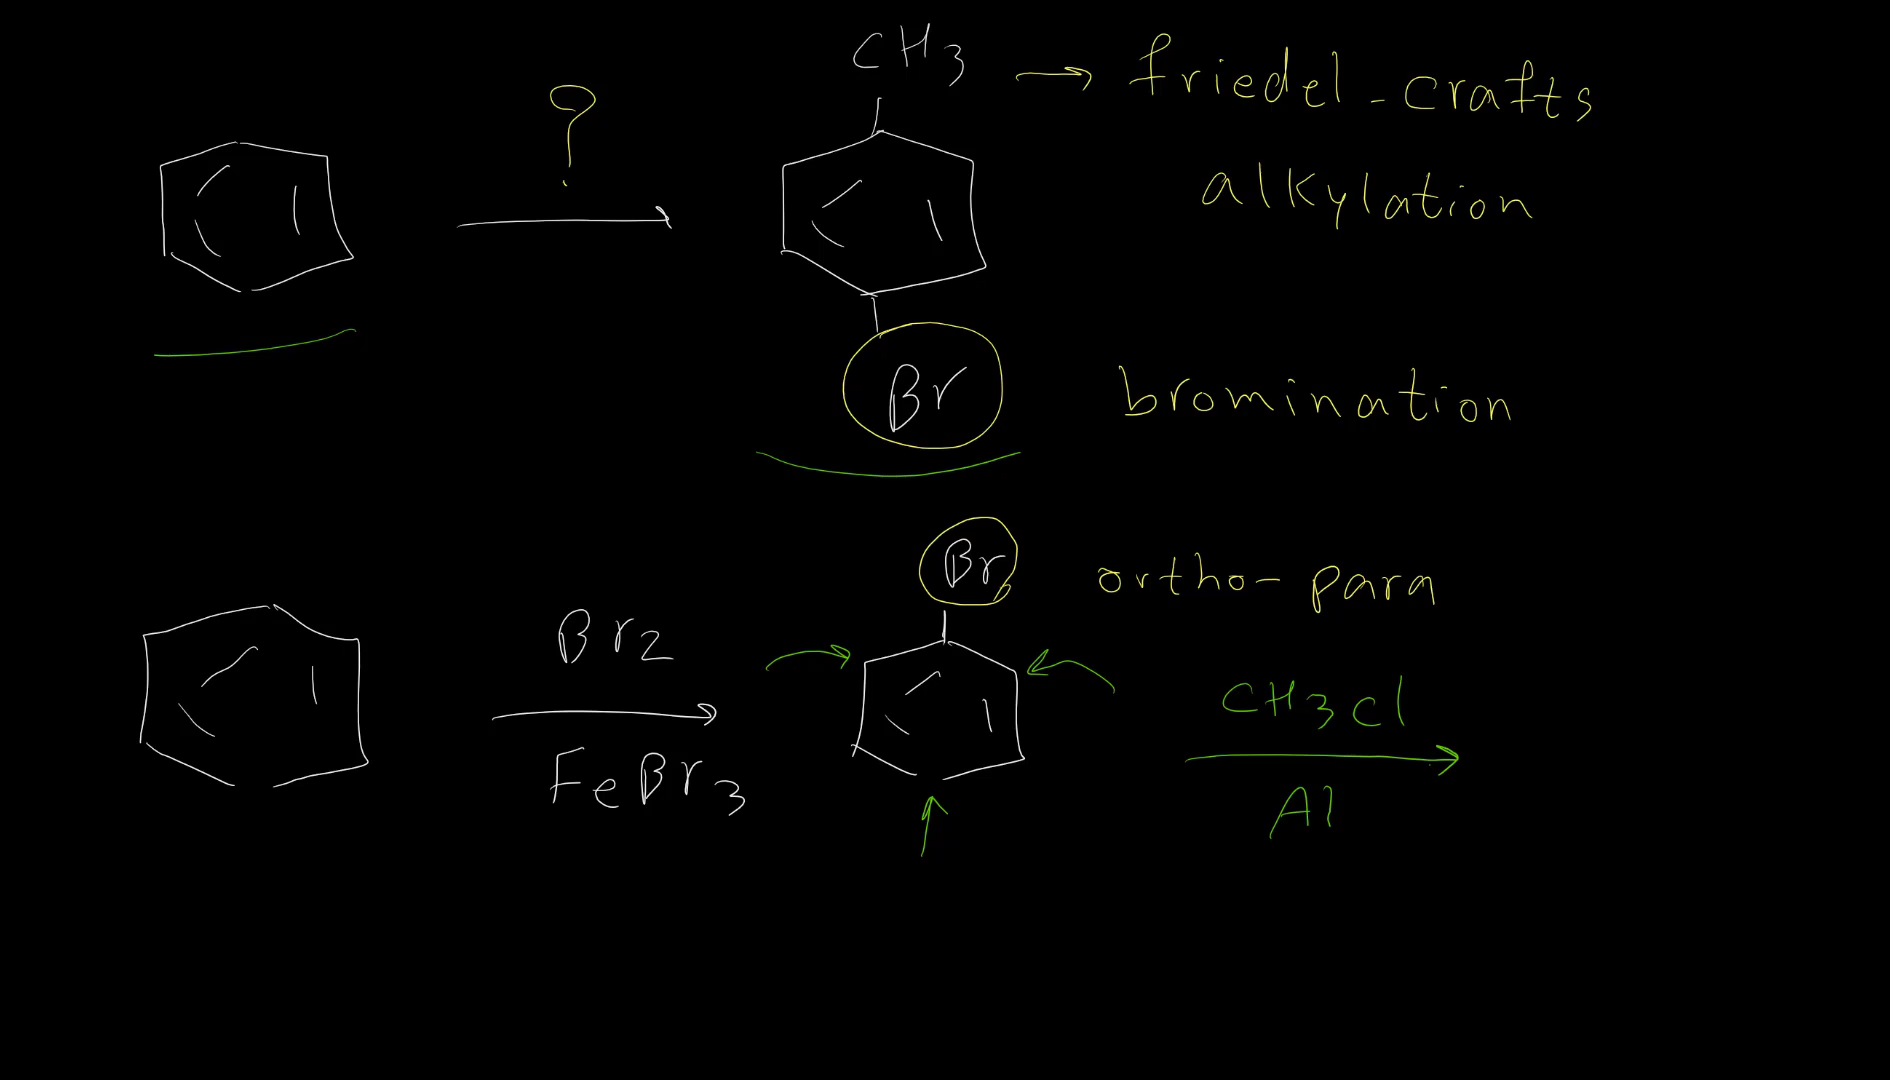 CH3 → friedel-crafts
?
alkylation
Br
bromination
Br
ortho-para
Br2
CH3Cl
FeBr3
Al